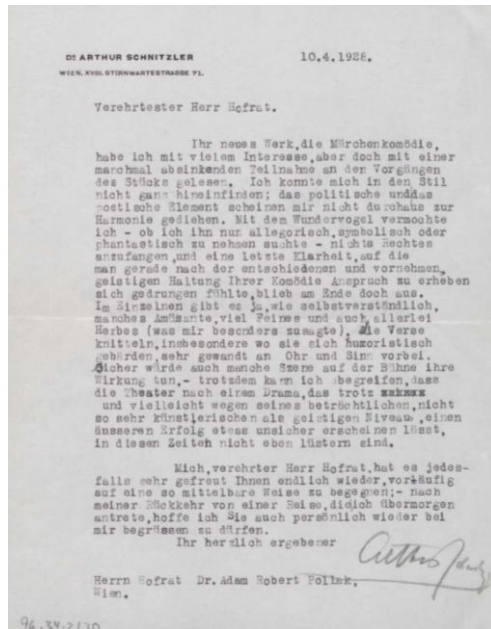 Dr ARTHUR SCHNITZLER
WIEN, XVIII. STERNWARTESTRASSE 71.
10.4.1928.
Verehrtester Herr Hofrat.
Ihr neues Werk, die Märchenkomödie,
habe ich mit vielem Interesse, aber doch mit einer
manchmal absinkenden Teilnahme an den Vorgängen
des Stücks gelesen. Ich konnte mich in den Stil
nicht ganz hineinfinden; das politische unddas
poetische Element scheinen mir nicht durchaus zur
Harmonie gediehen. Mit dem Wundervogel vermochte
ich - ob ich ihn nur allegorisch, symbolisch oder
phantastisch zu nehmen suchte - nichts Rechtes
anzufangen, und eine letzte Klarheit, auf die
man gerade nach der entschiedenen und vornehmen,
geistigen Haltung Ihrer Komödie Anspruch zu erheben
sich gedrungen fühlte, blieb am Ende doch aus.
Im Einzelnen gibt es ja, wie selbstverständlich,
manches Amüsante, viel Feines und auch allerlei
Herbes (was mir besonders zusagte), die Verse
knitteln, insbesondere wo sie sich humoristisch
gebärden, sehr gewandt an Ohr und Sinn vorbei.
Sicher würde auch manche Szene auf der Bühne ihre
Wirkung tun, - trotzdem kann ich begreifen, dass
die Theater nach einem Drama, das trotz
und vielleicht wegen seines beträchtlichen, nicht
so sehr künstlerischen als geistigen Niveaus, einen
äusseren Erfolg etwas unsicher erscheinen lässt,
in diesen Zeiten nicht eben lüstern sind.
Mich, verehrter Herr Hofrat, hat es jedes-
falls sehr gefreut Ihnen endlich wieder, vorläufig
auf eine so mittelbare Weise zu begegnen; - nach
meiner Rückkehr von einer Reise, die ich übermorgen
antrete, hoffe ich Sie auch persönlich wieder bei
mir begrüssen zu dürfen.
Ihr herzlich ergebener
Arthur
Herrn Hofrat Dr. Adam Robert Pollak,
Wien.
96.34.2/30